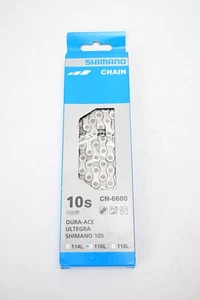 SHIMANO
CHAIN
10s
CN-6600
DURA-ACE
ULTEGRA
SHIMANO 105
114L 116L 118L